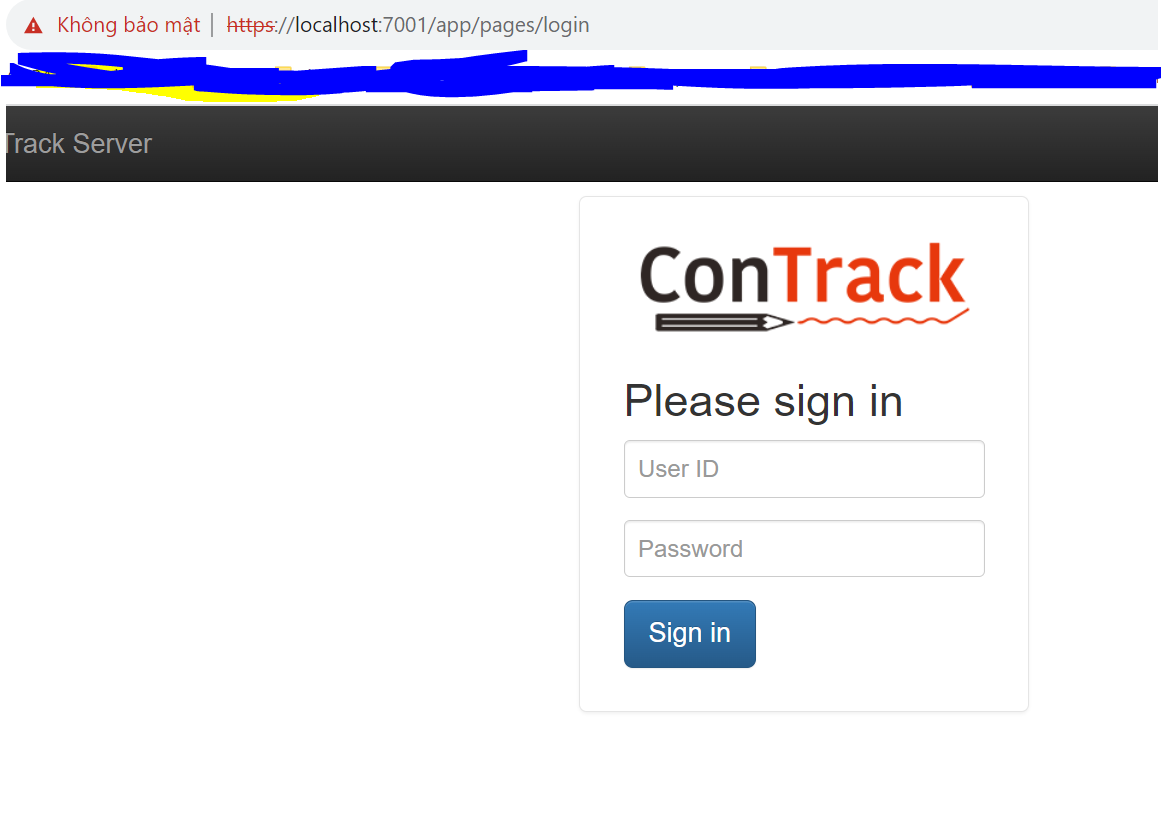 Không bảo mật | https://localhost:7001/app/pages/login
Track Server
ConTrack
Please sign in
User ID
Password
Sign in